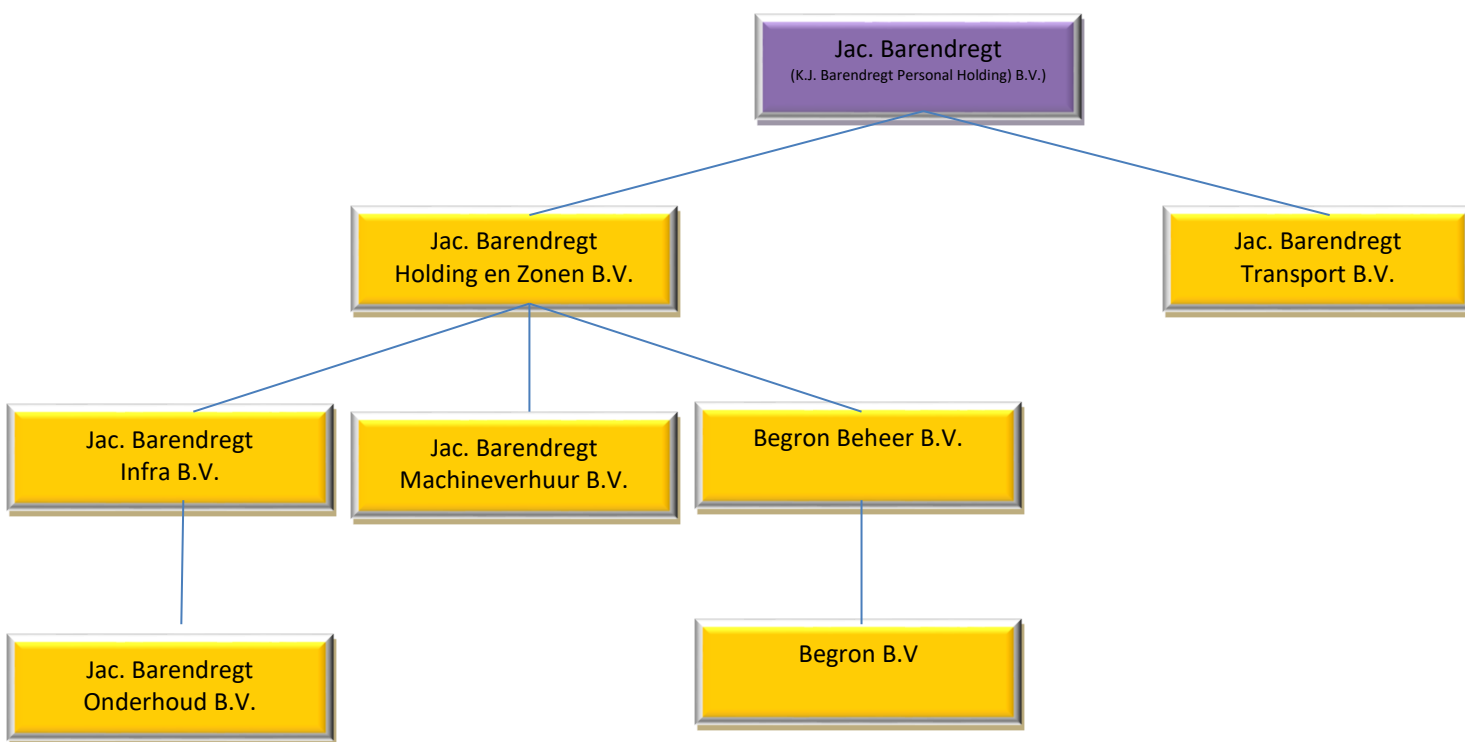 Jac. Barendregt
(K.J. Barendregt Personal Holding) B.V.)
Jac. Barendregt
Holding en Zonen B.V.
Jac. Barendregt
Transport B.V.
Jac. Barendregt
Infra B.V.
Jac. Barendregt
Machineverhuur B.V.
Begron Beheer B.V.
Jac. Barendregt
Onderhoud B.V.
Begron B.V